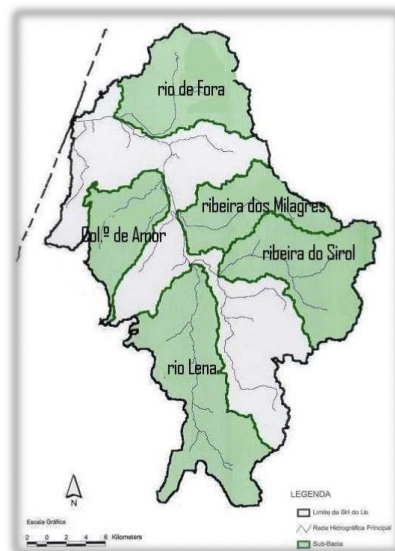 rio de Fora
ribeira dos Milagres
Col.º de Amor
ribeira do Sirol
rio Lena
N
Escala Gráfica
2 0 2 4 6 Kilometers
LEGENDA
Limite da BH do Lis
Rede Hidrográfica Principal
Sub-Bacia